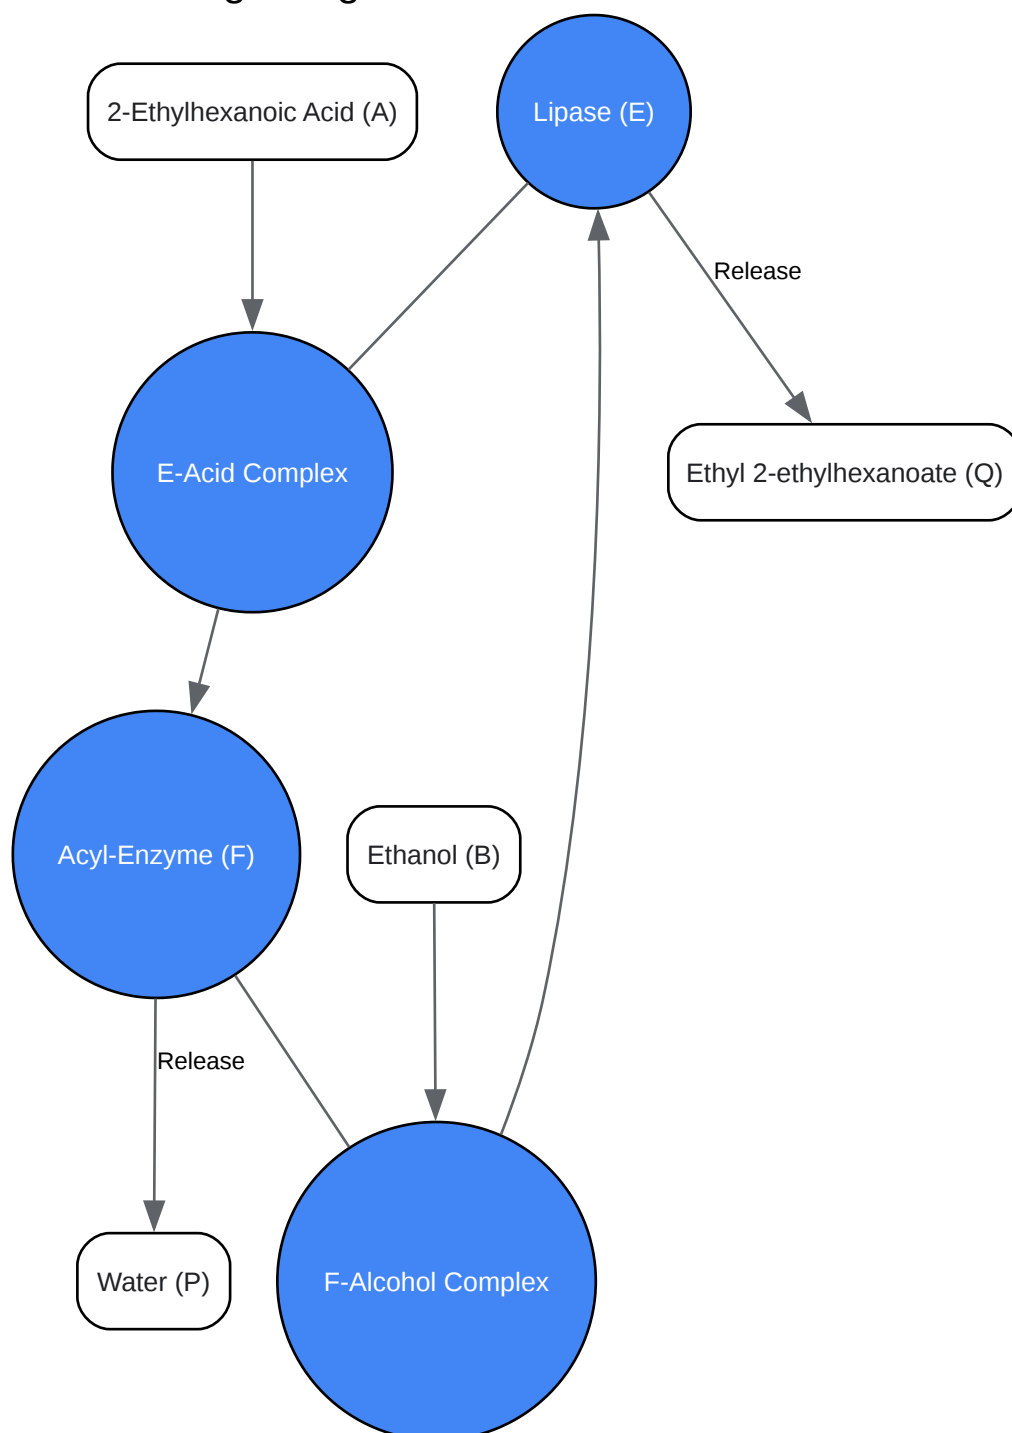 2-Ethylhexanoic Acid (A)
Lipase (E)
Release
E-Acid Complex
Ethyl 2-ethylhexanoate (Q)
Acyl-Enzyme (F)
Ethanol (B)
Release
Water (P)
F-Alcohol Complex